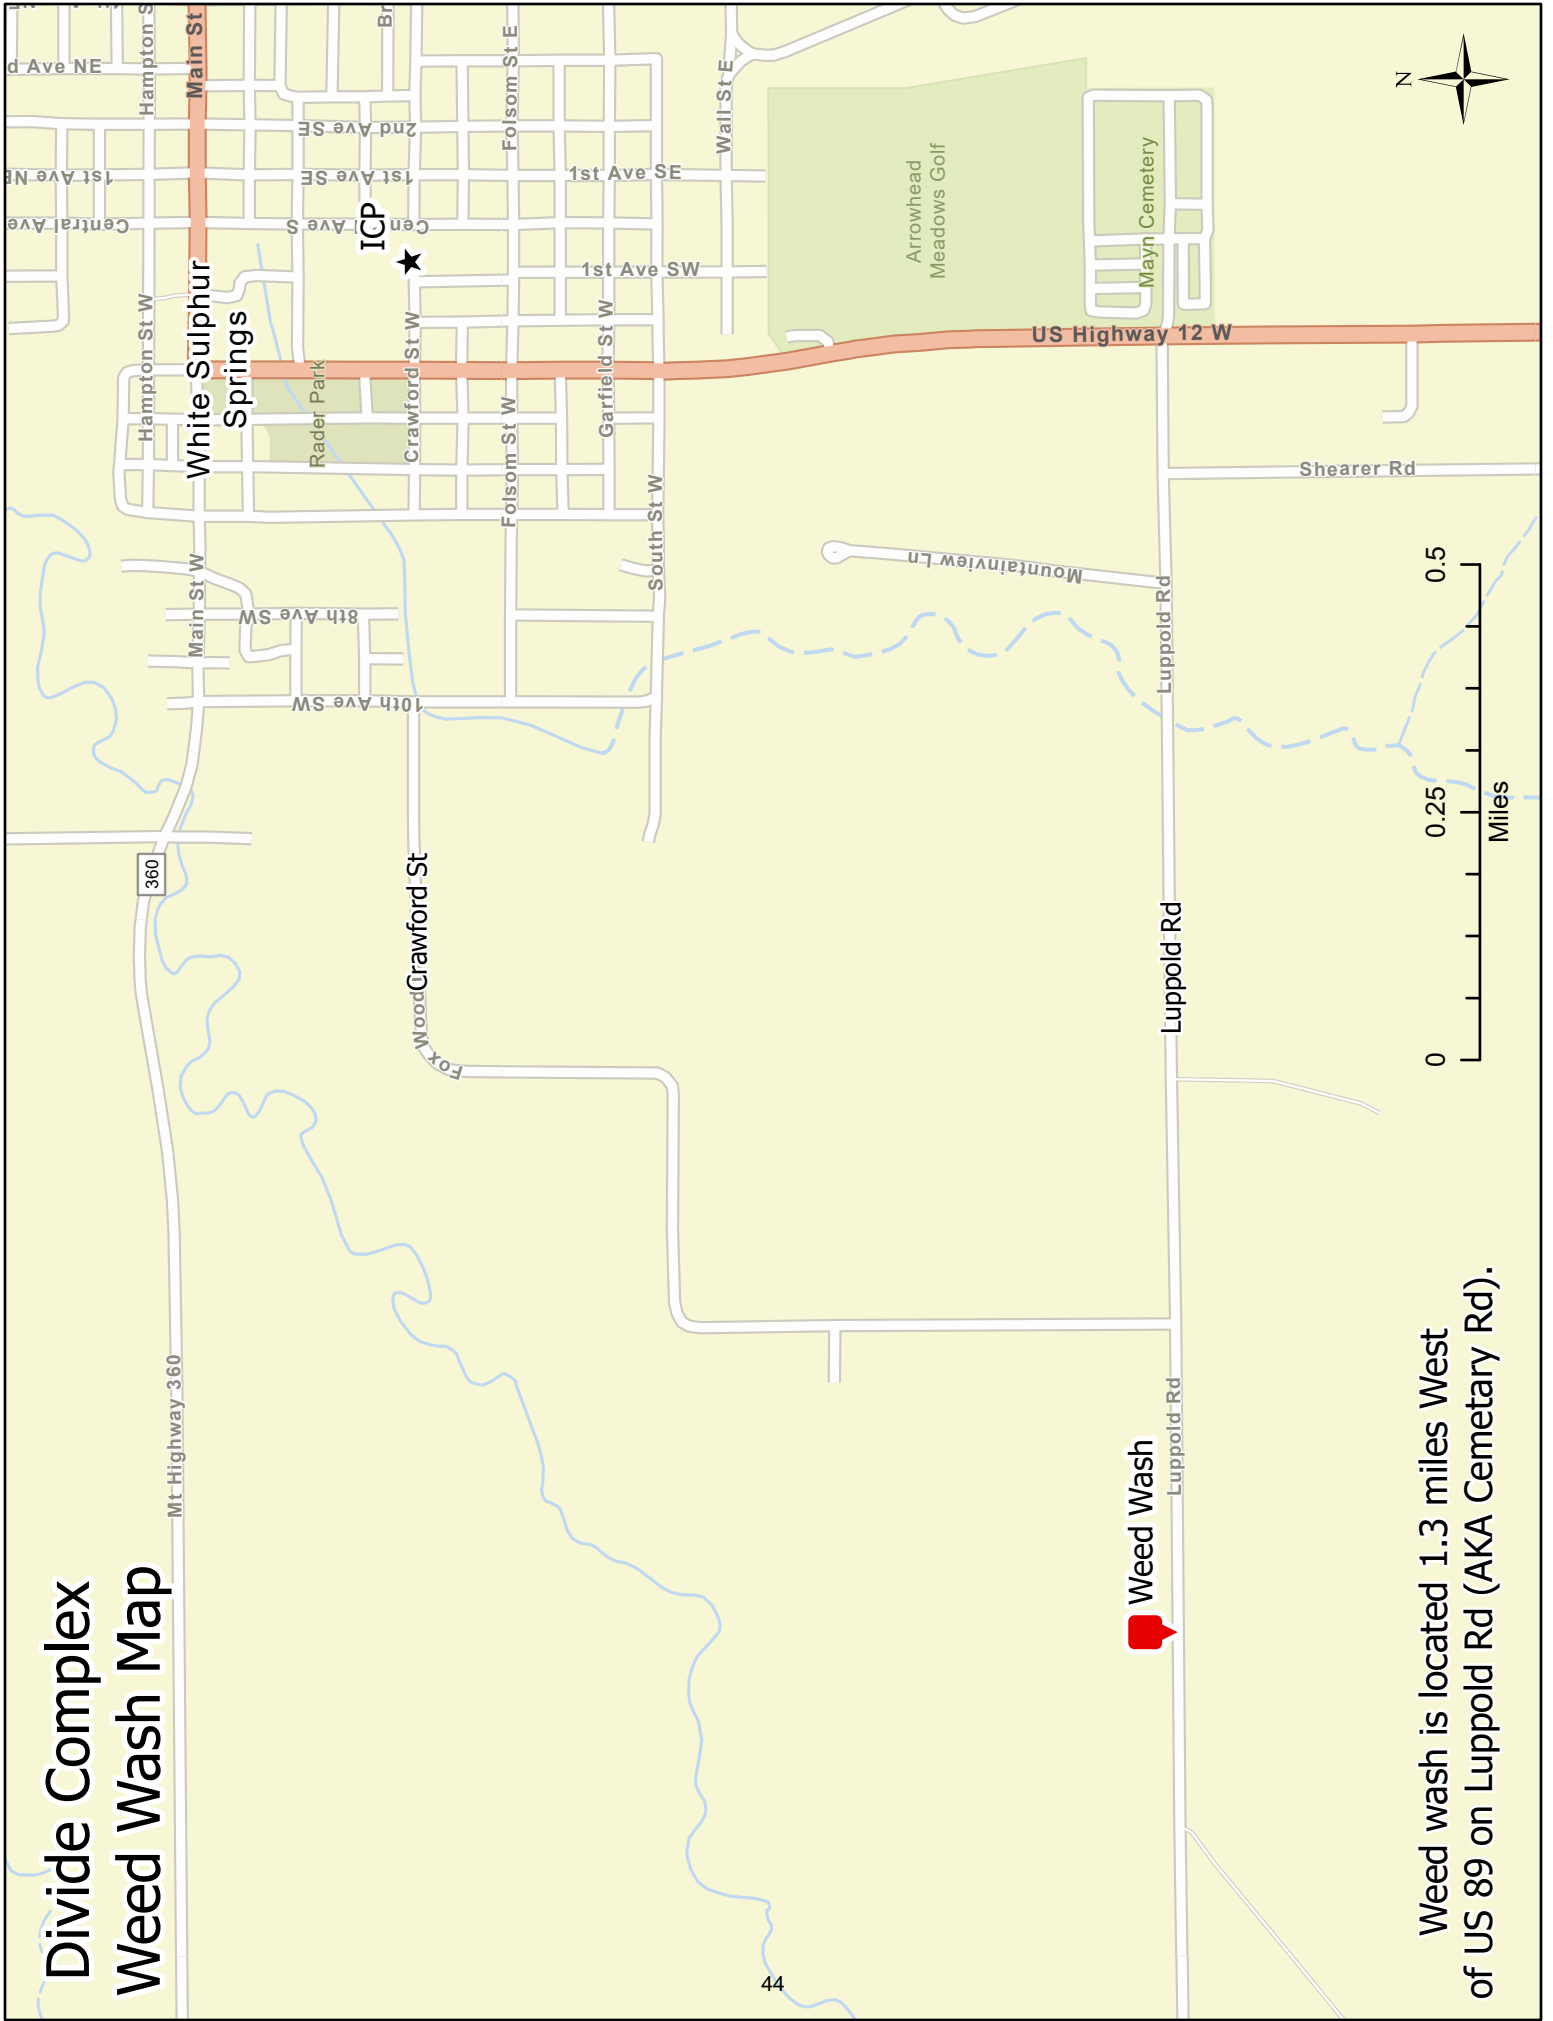 Divide Complex
Weed Wash Map
Mt Highway 360
360
White Sulphur
Springs
ICP
Main St
Main St W
Hampton St W
Hampton S
d Ave NE
1st Ave NE
Central Ave
2nd Ave SE
1st Ave SE
Br
8th Ave SW
10th Ave SW
Rader Park
Crawford St W
Crawford St
Fox
Folsom St E
Folsom St W
Garfield St W
1st Ave SE
1st Ave SW
South St W
Wall St E
Arrowhead
Meadows Golf
Mayn Cemetery
US Highway 12 W
Mountainview Ln
Shearer Rd
Luppold Rd
Luppold Rd
Luppold Rd
Weed Wash
N
0 0.25 0.5
Miles
Weed wash is located 1.3 miles West
of US 89 on Luppold Rd (AKA Cemetary Rd).
44